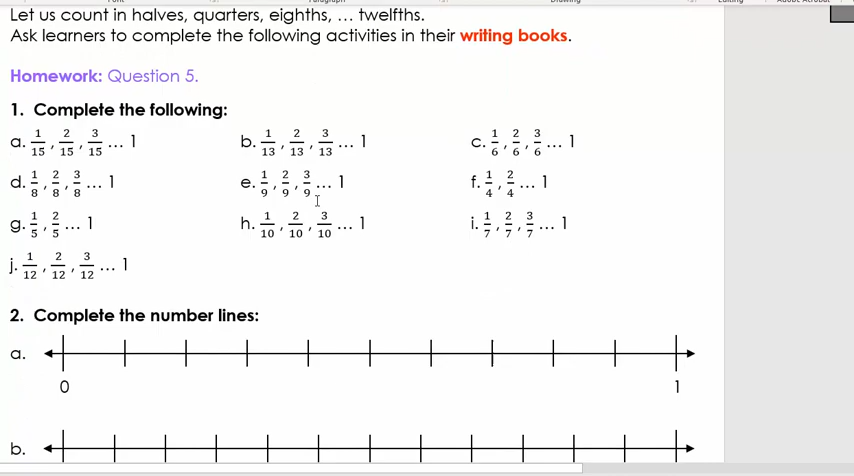 Let us count in halves, quarters, eighths, … twelfths.
Ask learners to complete the following activities in their writing books.
Homework: Question 5.
1. Complete the following:
a. 1/15, 2/15, 3/15 … 1 b. 1/13, 2/13, 3/13 … 1 c. 1/6, 2/6, 3/6 … 1
d. 1/8, 2/8, 3/8 … 1 e. 1/9, 2/9, 3/9 … 1 f. 1/4, 2/4 … 1
g. 1/5, 2/5 … 1 h. 1/10, 2/10, 3/10 … 1 i. 1/7, 2/7, 3/7 … 1
j. 1/12, 2/12, 3/12 … 1
2. Complete the number lines:
a.
0 1
b.